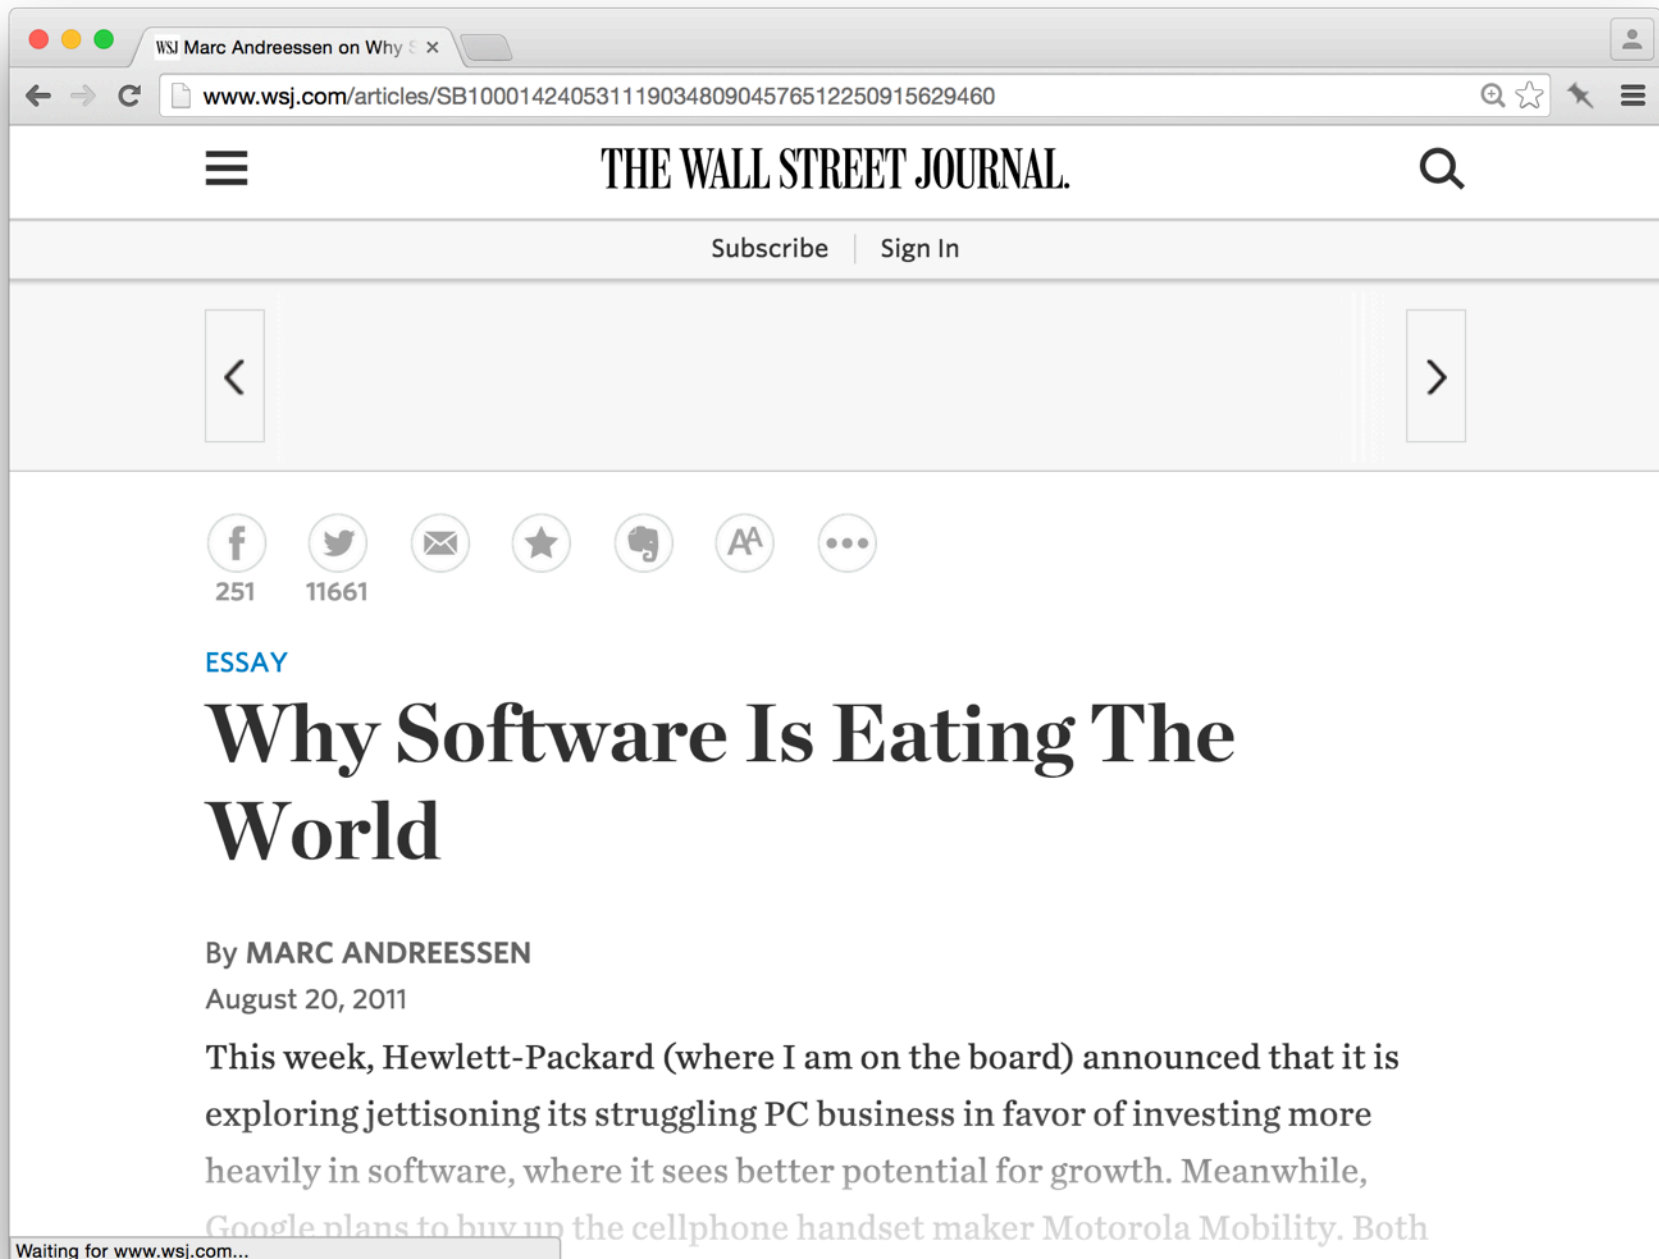 WSJ Marc Andreessen on Why S
www.wsj.com/articles/SB10001424053111903480904576512250915629460
THE WALL STREET JOURNAL.
Subscribe | Sign In
251 11661
ESSAY
Why Software Is Eating The
World
By MARC ANDREESSEN
August 20, 2011
This week, Hewlett-Packard (where I am on the board) announced that it is
exploring jettisoning its struggling PC business in favor of investing more
heavily in software, where it sees better potential for growth. Meanwhile,
Google plans to buy up the cellphone handset maker Motorola Mobility. Both
Waiting for www.wsj.com...